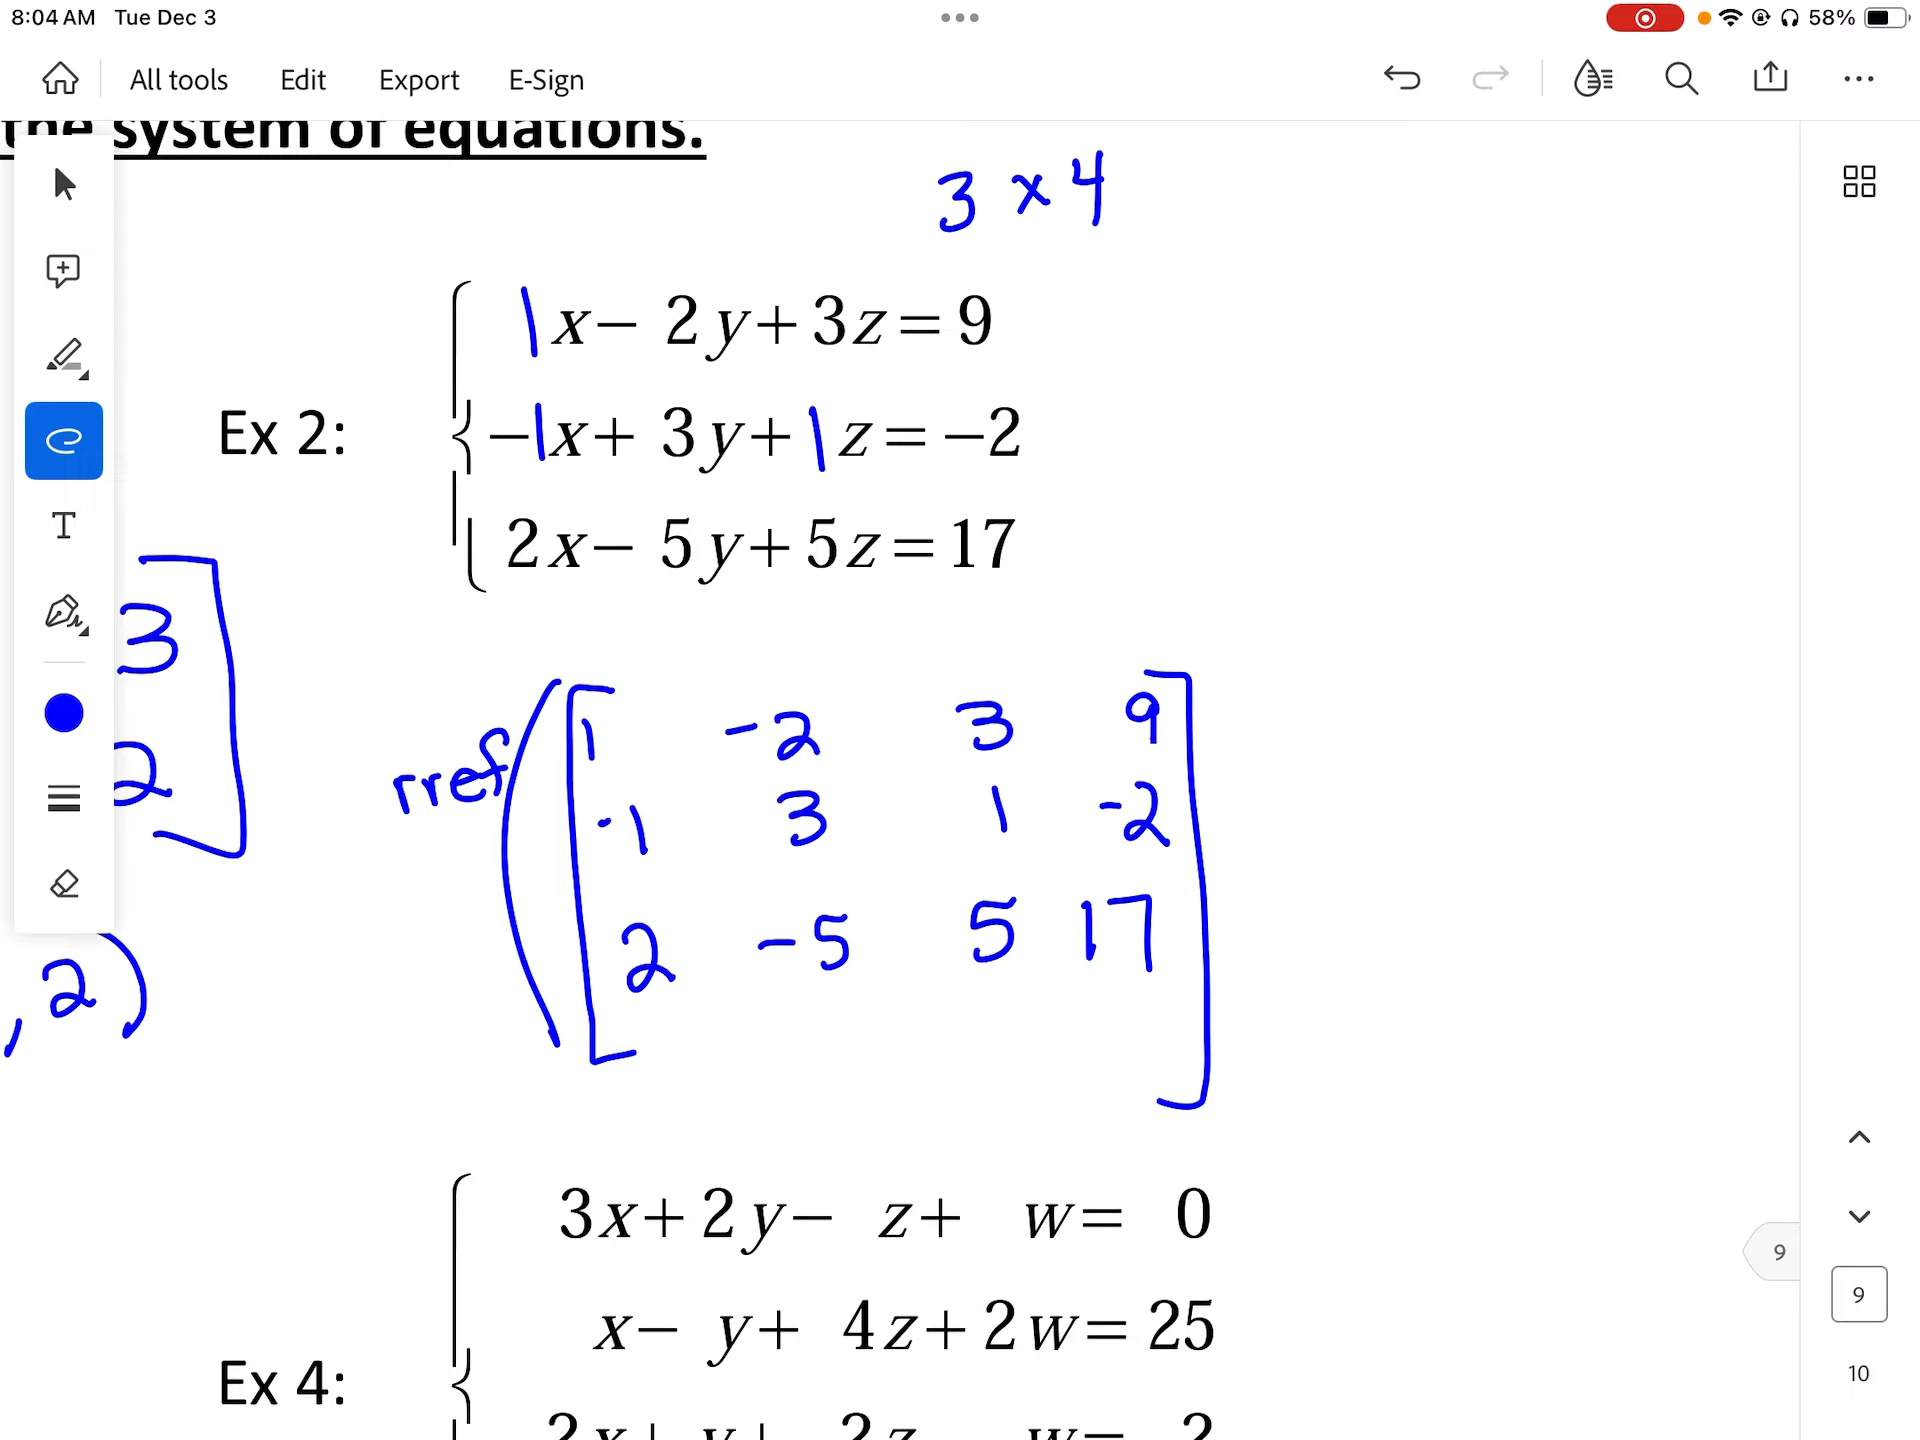 8:04 AM Tue Dec 3 58%
All tools Edit Export E-Sign
the system of equations.
3 x 4
1x − 2y + 3z = 9
Ex 2: −1x + 3y + 1z = −2
2x − 5y + 5z = 17
3
2
, 2)
rref( [ 1 -2 3 9
-1 3 1 -2
2 -5 5 17 ]
3x + 2y − z + w = 0
x − y + 4z + 2w = 25
Ex 4:
9
9
10